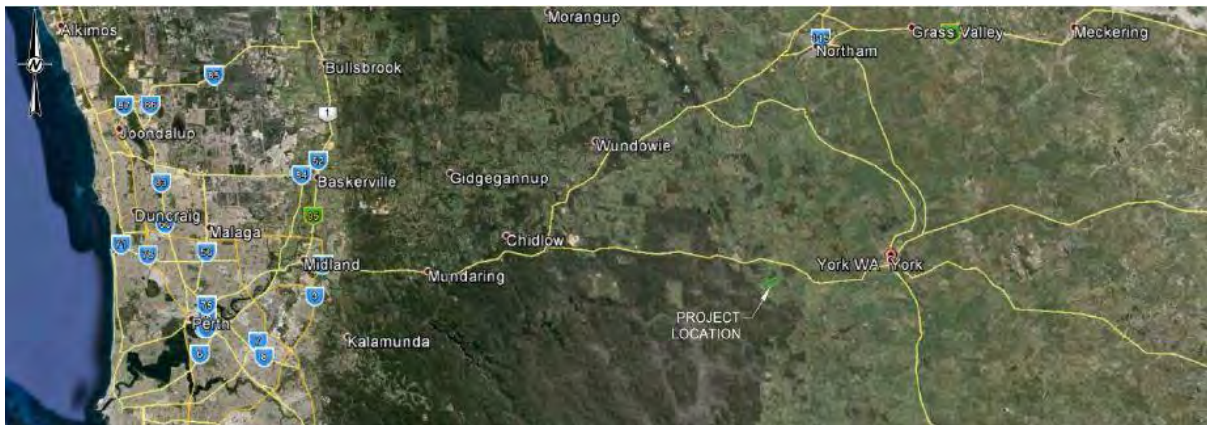 Alkimos
Morangup
Grass Valley
Meckering
Northam
N
Bullsbrook
1
Joondalup
Wundowie
Baskerville
Gidgegannup
Duncraig
Malaga
Chidlow
Midland
Mundaring
York WA
York
PROJECT
LOCATION
Perth
Kalamunda